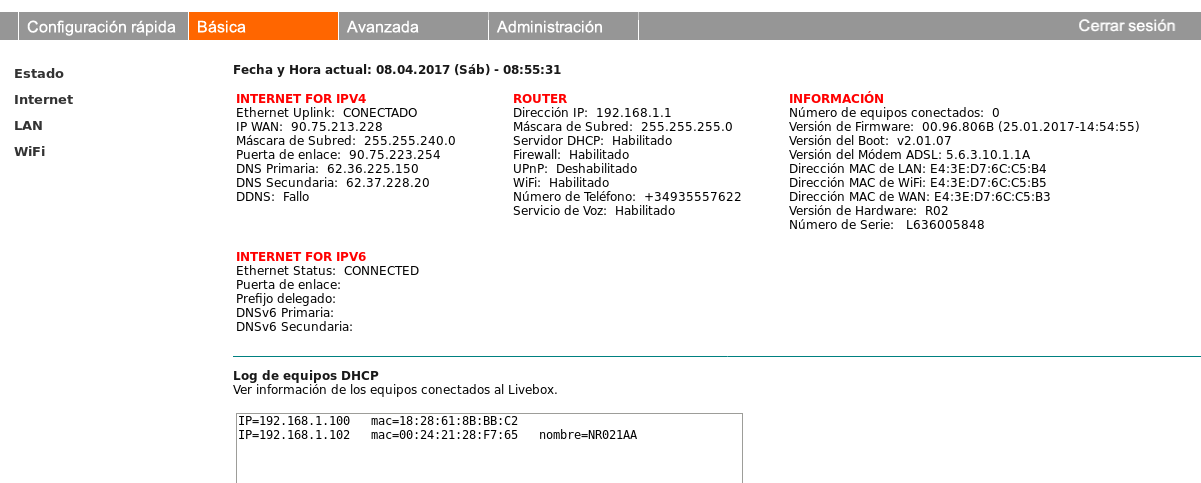 Configuración rápida Básica Avanzada Administración Cerrar sesión
Estado
Internet
LAN
WiFi
Fecha y Hora actual: 08.04.2017 (Sáb) - 08:55:31
INTERNET FOR IPV4
Ethernet Uplink: CONECTADO
IP WAN: 90.75.213.228
Máscara de Subred: 255.255.240.0
Puerta de enlace: 90.75.223.254
DNS Primaria: 62.36.225.150
DNS Secundaria: 62.37.228.20
DDNS: Fallo
ROUTER
Dirección IP: 192.168.1.1
Máscara de Subred: 255.255.255.0
Servidor DHCP: Habilitado
Firewall: Habilitado
UPnP: Deshabilitado
WiFi: Habilitado
Número de Teléfono: +34935557622
Servicio de Voz: Habilitado
INFORMACIÓN
Número de equipos conectados: 0
Versión de Firmware: 00.96.806B (25.01.2017-14:54:55)
Versión del Boot: v2.01.07
Versión del Módem ADSL: 5.6.3.10.1.1A
Dirección MAC de LAN: E4:3E:D7:6C:C5:B4
Dirección MAC de WiFi: E4:3E:D7:6C:C5:B5
Dirección MAC de WAN: E4:3E:D7:6C:C5:B3
Versión de Hardware: R02
Número de Serie: L636005848
INTERNET FOR IPV6
Ethernet Status: CONNECTED
Puerta de enlace:
Prefijo delegado:
DNSv6 Primaria:
DNSv6 Secundaria:
Log de equipos DHCP
Ver información de los equipos conectados al Livebox.
IP=192.168.1.100 mac=18:28:61:8B:BB:C2
IP=192.168.1.102 mac=00:24:21:28:F7:65 nombre=NR021AA